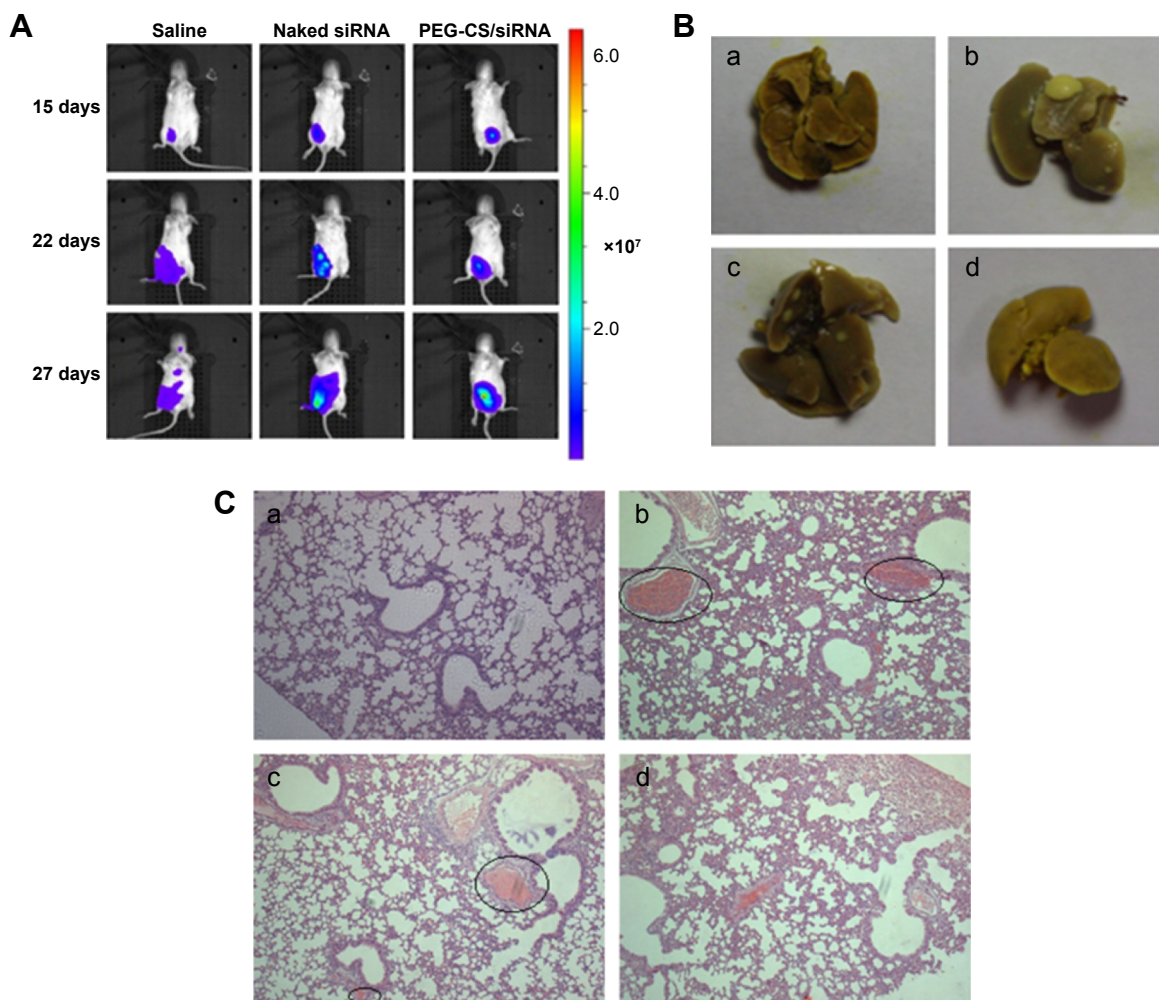 A
Saline Naked siRNA PEG-CS/siRNA
15 days
22 days
27 days
6.0
4.0
×10⁷
2.0
B
a b
c d
C
a b
c d